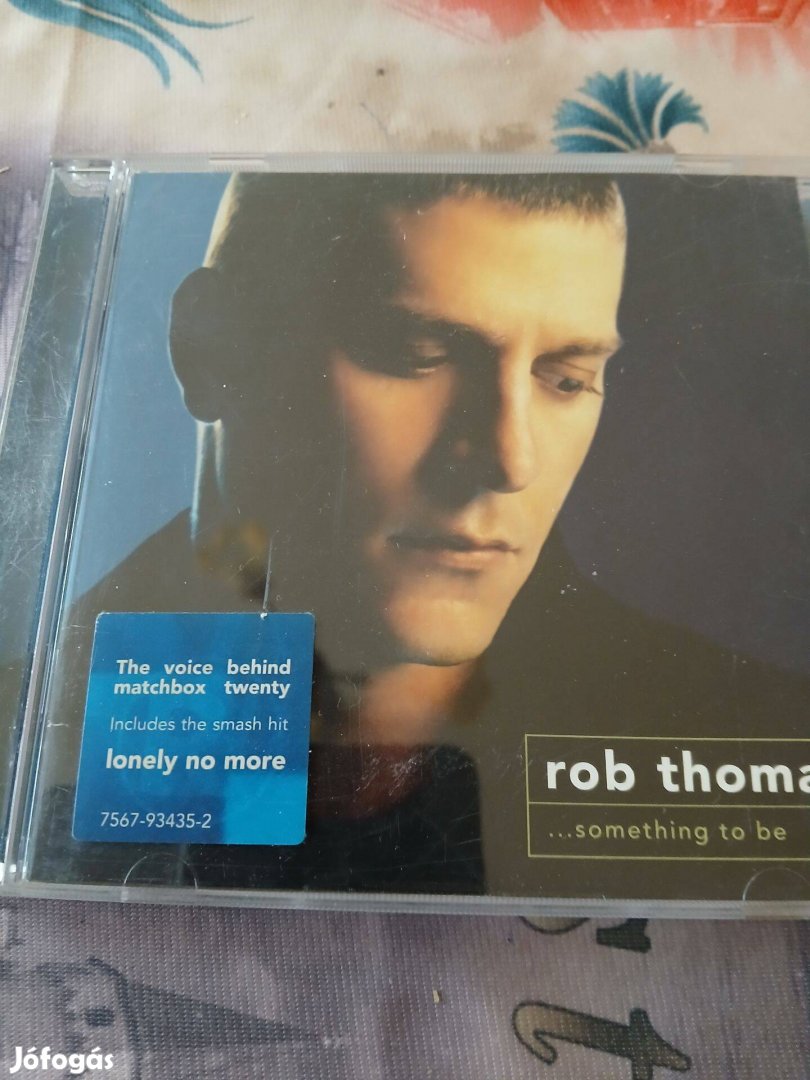 The voice behind
matchbox twenty
Includes the smash hit
lonely no more
7567-93435-2
rob thoma
...something to be
st
Jófogás